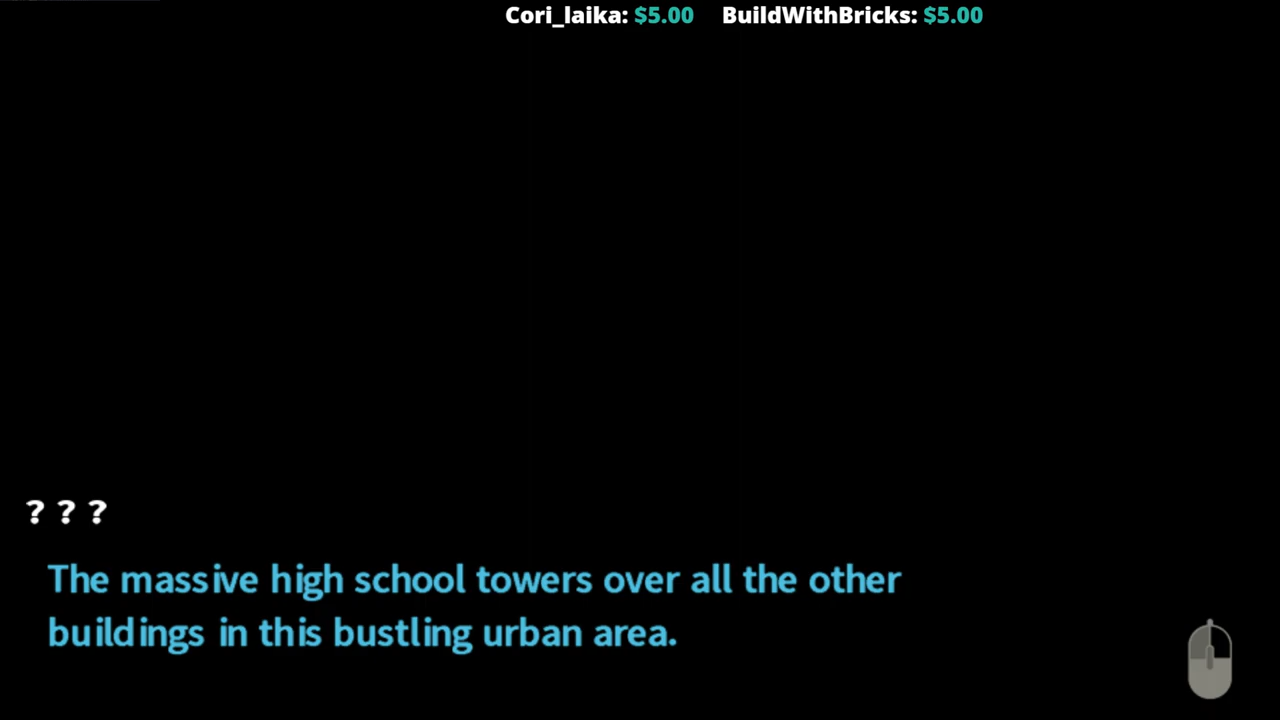 Cori_laika: $5.00 BuildWithBricks: $5.00
? ? ?
The massive high school towers over all the other
buildings in this bustling urban area.